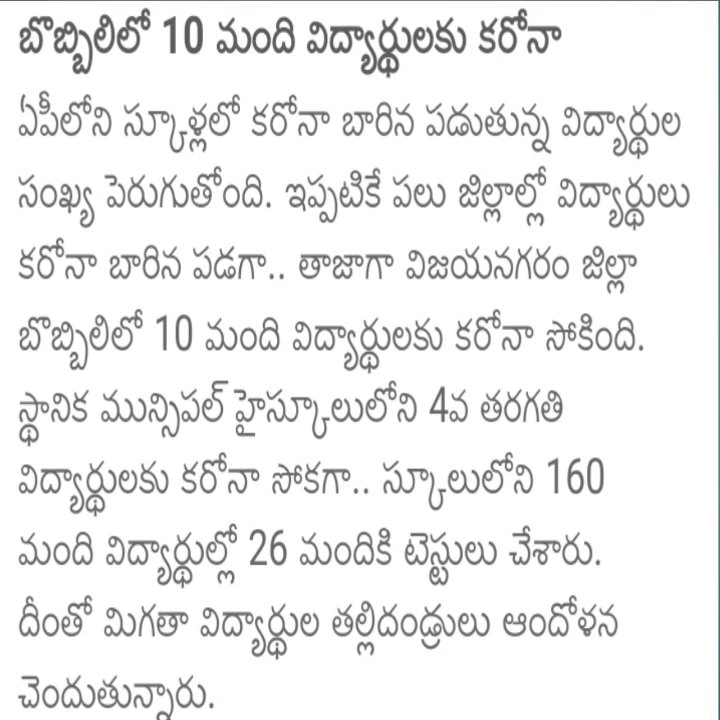 బొబ్బిలిలో 10 మంది విద్యార్థులకు కరోనా
ఏపీలోని స్కూళ్లలో కరోనా బారిన పడుతున్న విద్యార్థుల
సంఖ్య పెరుగుతోంది. ఇప్పటికే పలు జిల్లాల్లో విద్యార్థులు
కరోనా బారిన పడగా.. తాజాగా విజయనగరం జిల్లా
బొబ్బిలిలో 10 మంది విద్యార్థులకు కరోనా సోకింది.
స్థానిక మున్సిపల్ హైస్కూలులోని 4వ తరగతి
విద్యార్థులకు కరోనా సోకగా.. స్కూలులోని 160
మంది విద్యార్థుల్లో 26 మందికి టెస్టులు చేశారు.
దీంతో మిగతా విద్యార్థుల తల్లిదండ్రులు ఆందోళన
చెందుతున్నారు.